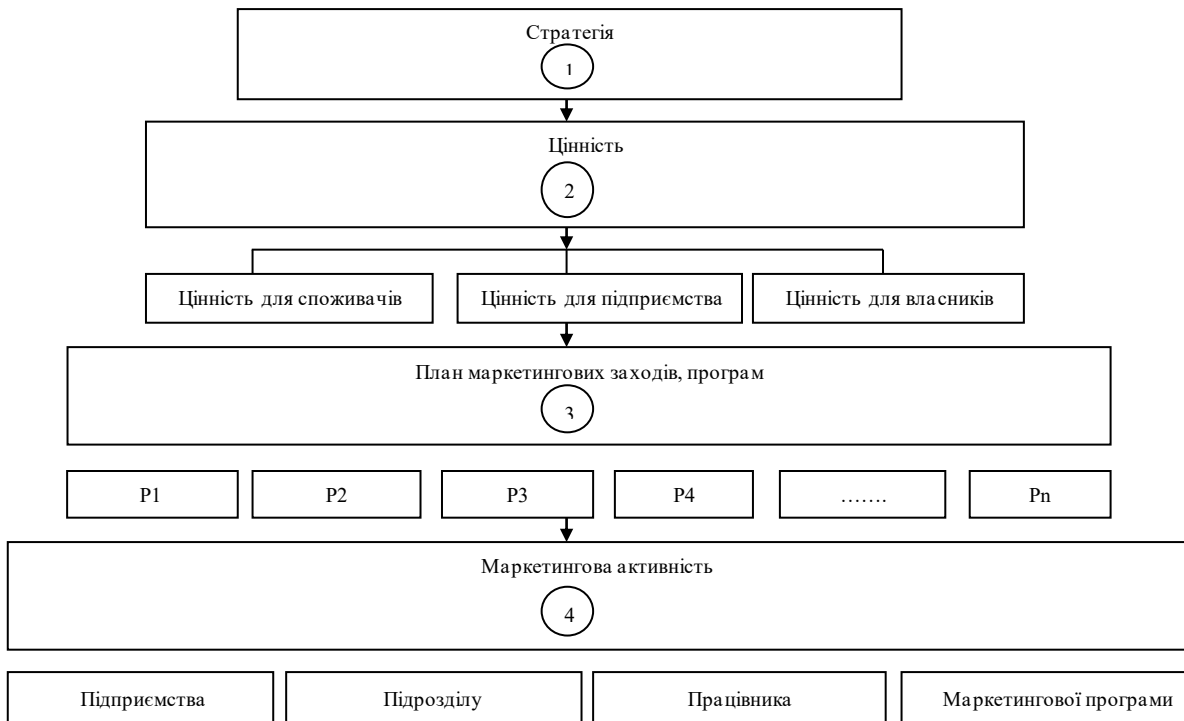 Стратегія
1
Цінність
2
Цінність для споживачів
Цінність для підприємства
Цінність для власників
План маркетингових заходів, програм
3
P1
P2
P3
P4
…….
Pn
Маркетингова активність
4
Підприємства
Підрозділу
Працівника
Маркетингової програми